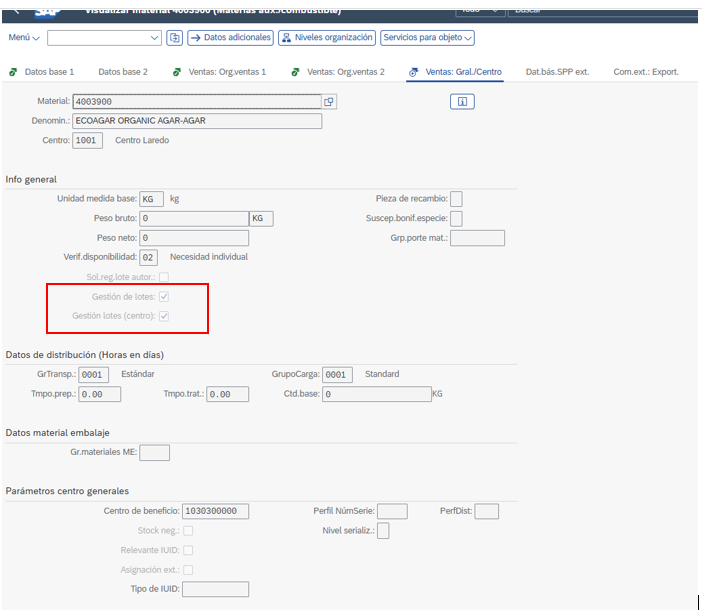 SAP Visualizar material 4003900 (Materias aux./combustible) Todo Buscar
Menú Datos adicionales Niveles organización Servicios para objeto
Datos base 1 Datos base 2 Ventas: Org.ventas 1 Ventas: Org.ventas 2 Ventas: Gral./Centro Dat.bás.SPP ext. Com.ext.: Export.
Material: 4003900
Denomin.: ECOAGAR ORGANIC AGAR-AGAR
Centro: 1001 Centro Laredo
Info general
Unidad medida base: KG kg Pieza de recambio:
Peso bruto: 0 KG Suscep.bonif.especie:
Peso neto: 0 Grp.porte mat.:
Verif.disponibilidad: 02 Necesidad individual
Sol.reg.lote autor.:
Gestión de lotes:
Gestión lotes (centro):
Datos de distribución (Horas en días)
GrTransp.: 0001 Estándar GrupoCarga: 0001 Standard
Tmpo.prep.: 0.00 Tmpo.trat.: 0.00 Ctd.base: 0 KG
Datos material embalaje
Gr.materiales ME:
Parámetros centro generales
Centro de beneficio: 1030300000 Perfil NúmSerie: PerfDist:
Stock neg.: Nivel serializ.:
Relevante IUID:
Asignación ext.:
Tipo de IUID: